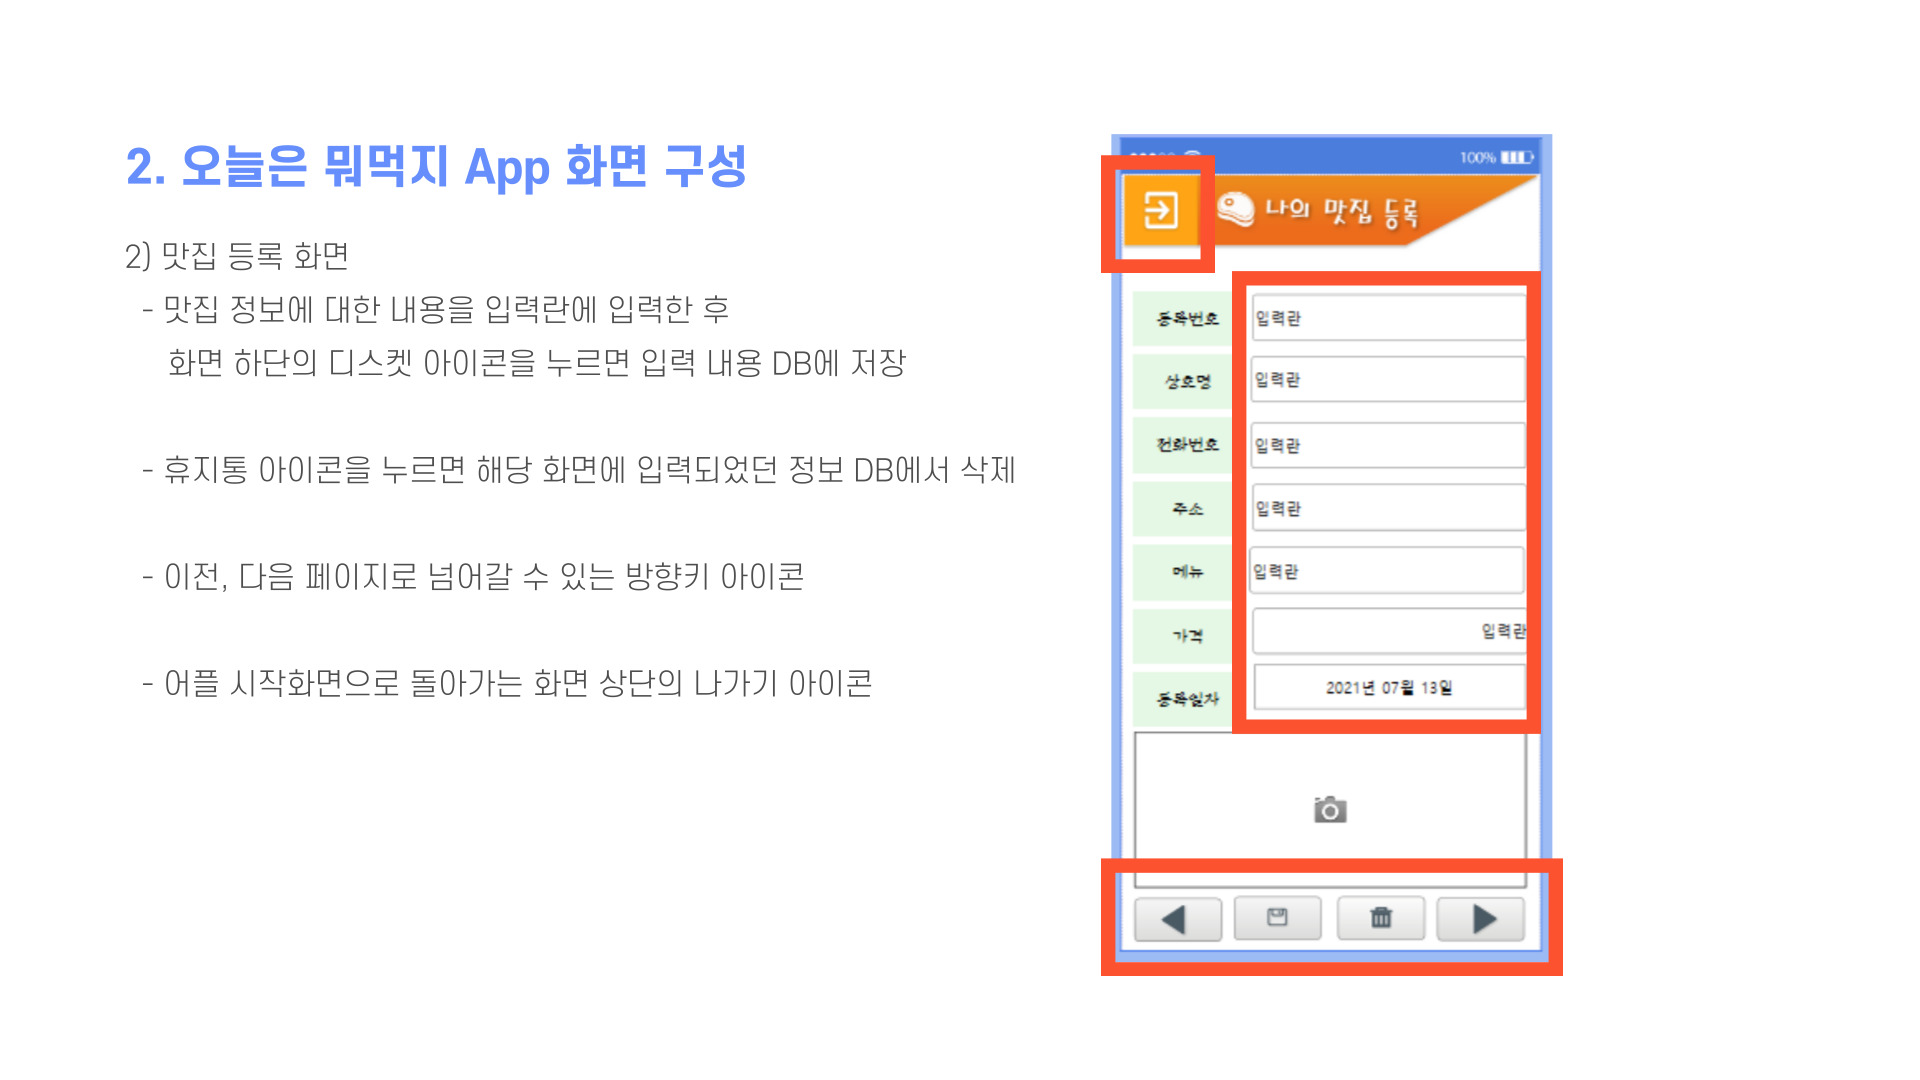 2. 오늘은 뭐먹지 App 화면 구성
2) 맛집 등록 화면
- 맛집 정보에 대한 내용을 입력란에 입력한 후
화면 하단의 디스켓 아이콘을 누르면 입력 내용 DB에 저장
- 휴지통 아이콘을 누르면 해당 화면에 입력되었던 정보 DB에서 삭제
- 이전, 다음 페이지로 넘어갈 수 있는 방향키 아이콘
- 어플 시작화면으로 돌아가는 화면 상단의 나가기 아이콘
100%
나의 맛집 등록
등록번호 입력란
상호명 입력란
전화번호 입력란
주소 입력란
메뉴 입력란
가격 입력란
등록일자 2021년 07월 13일